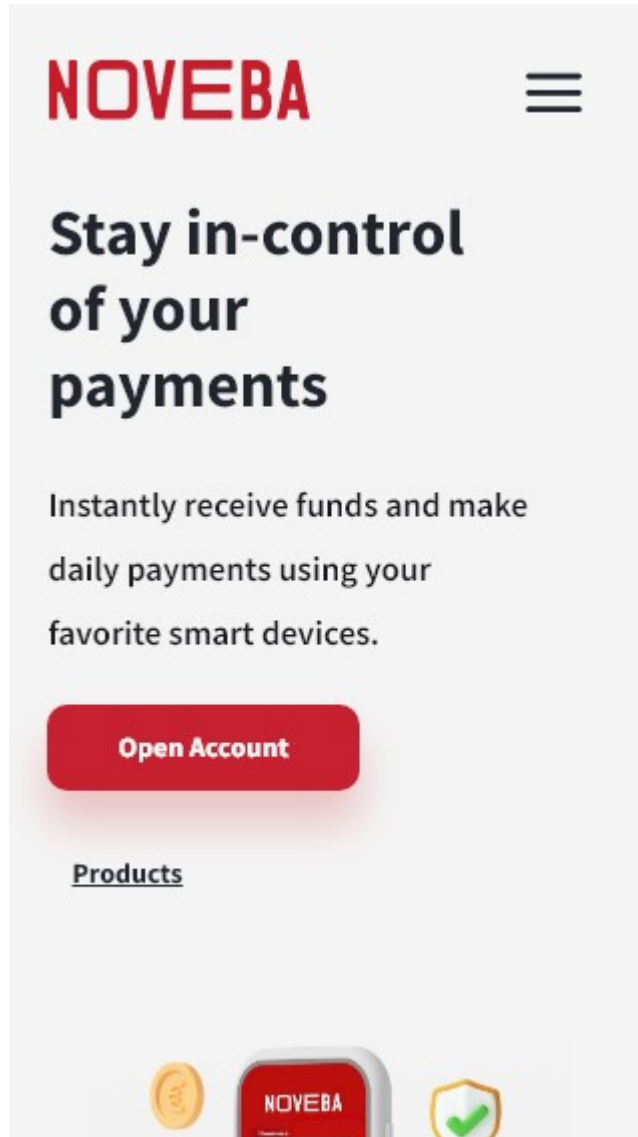 NOVEBA
Stay in-control
of your
payments
Instantly receive funds and make
daily payments using your
favorite smart devices.
Open Account
Products
NOVEBA